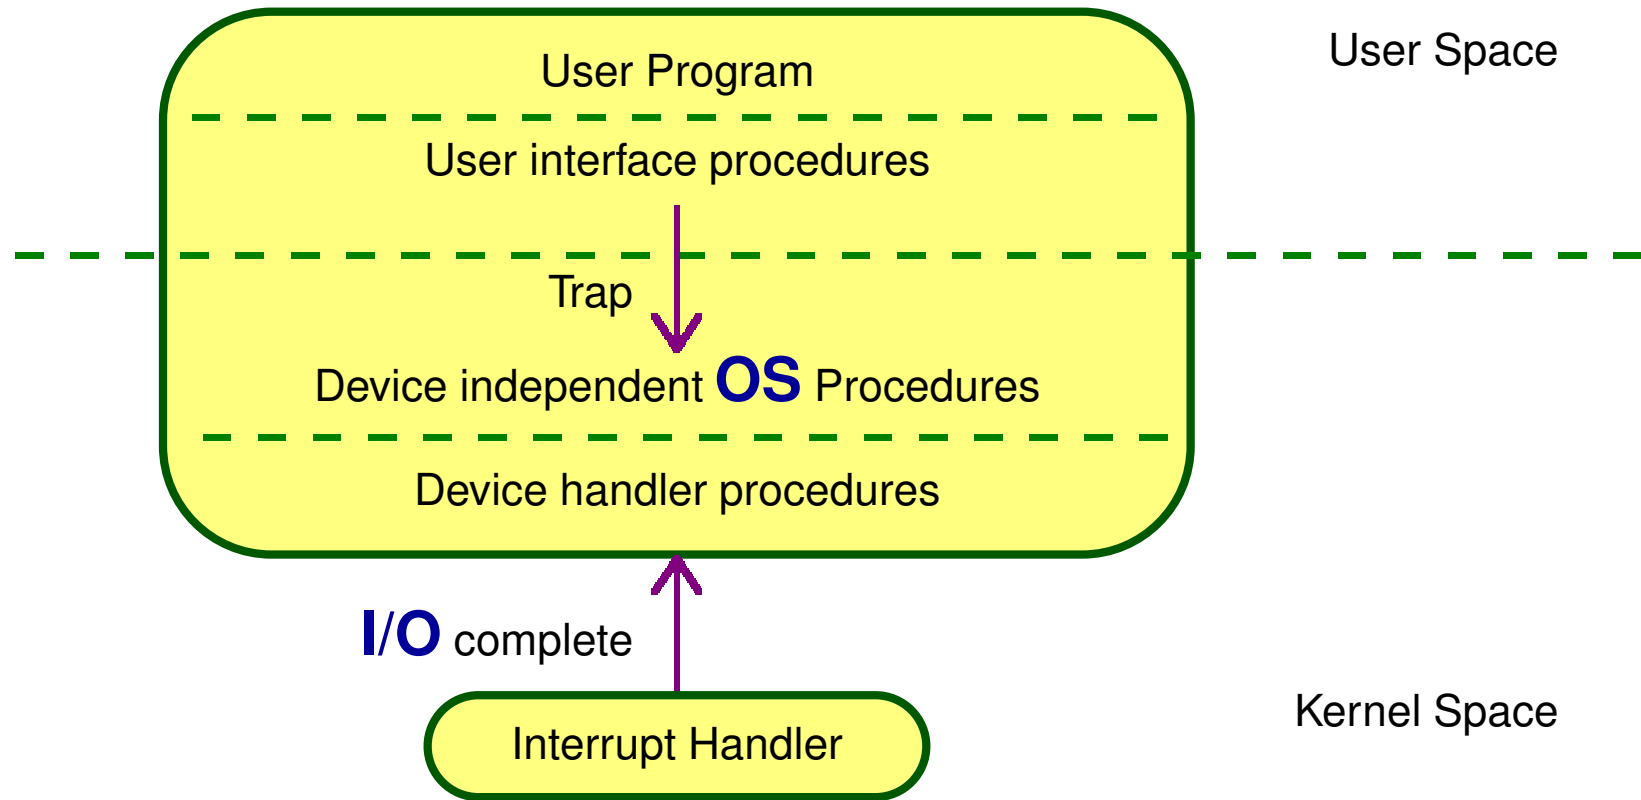 User Space
User Program
User interface procedures
Trap
Device independent OS Procedures
Device handler procedures
I/O complete
Kernel Space
Interrupt Handler